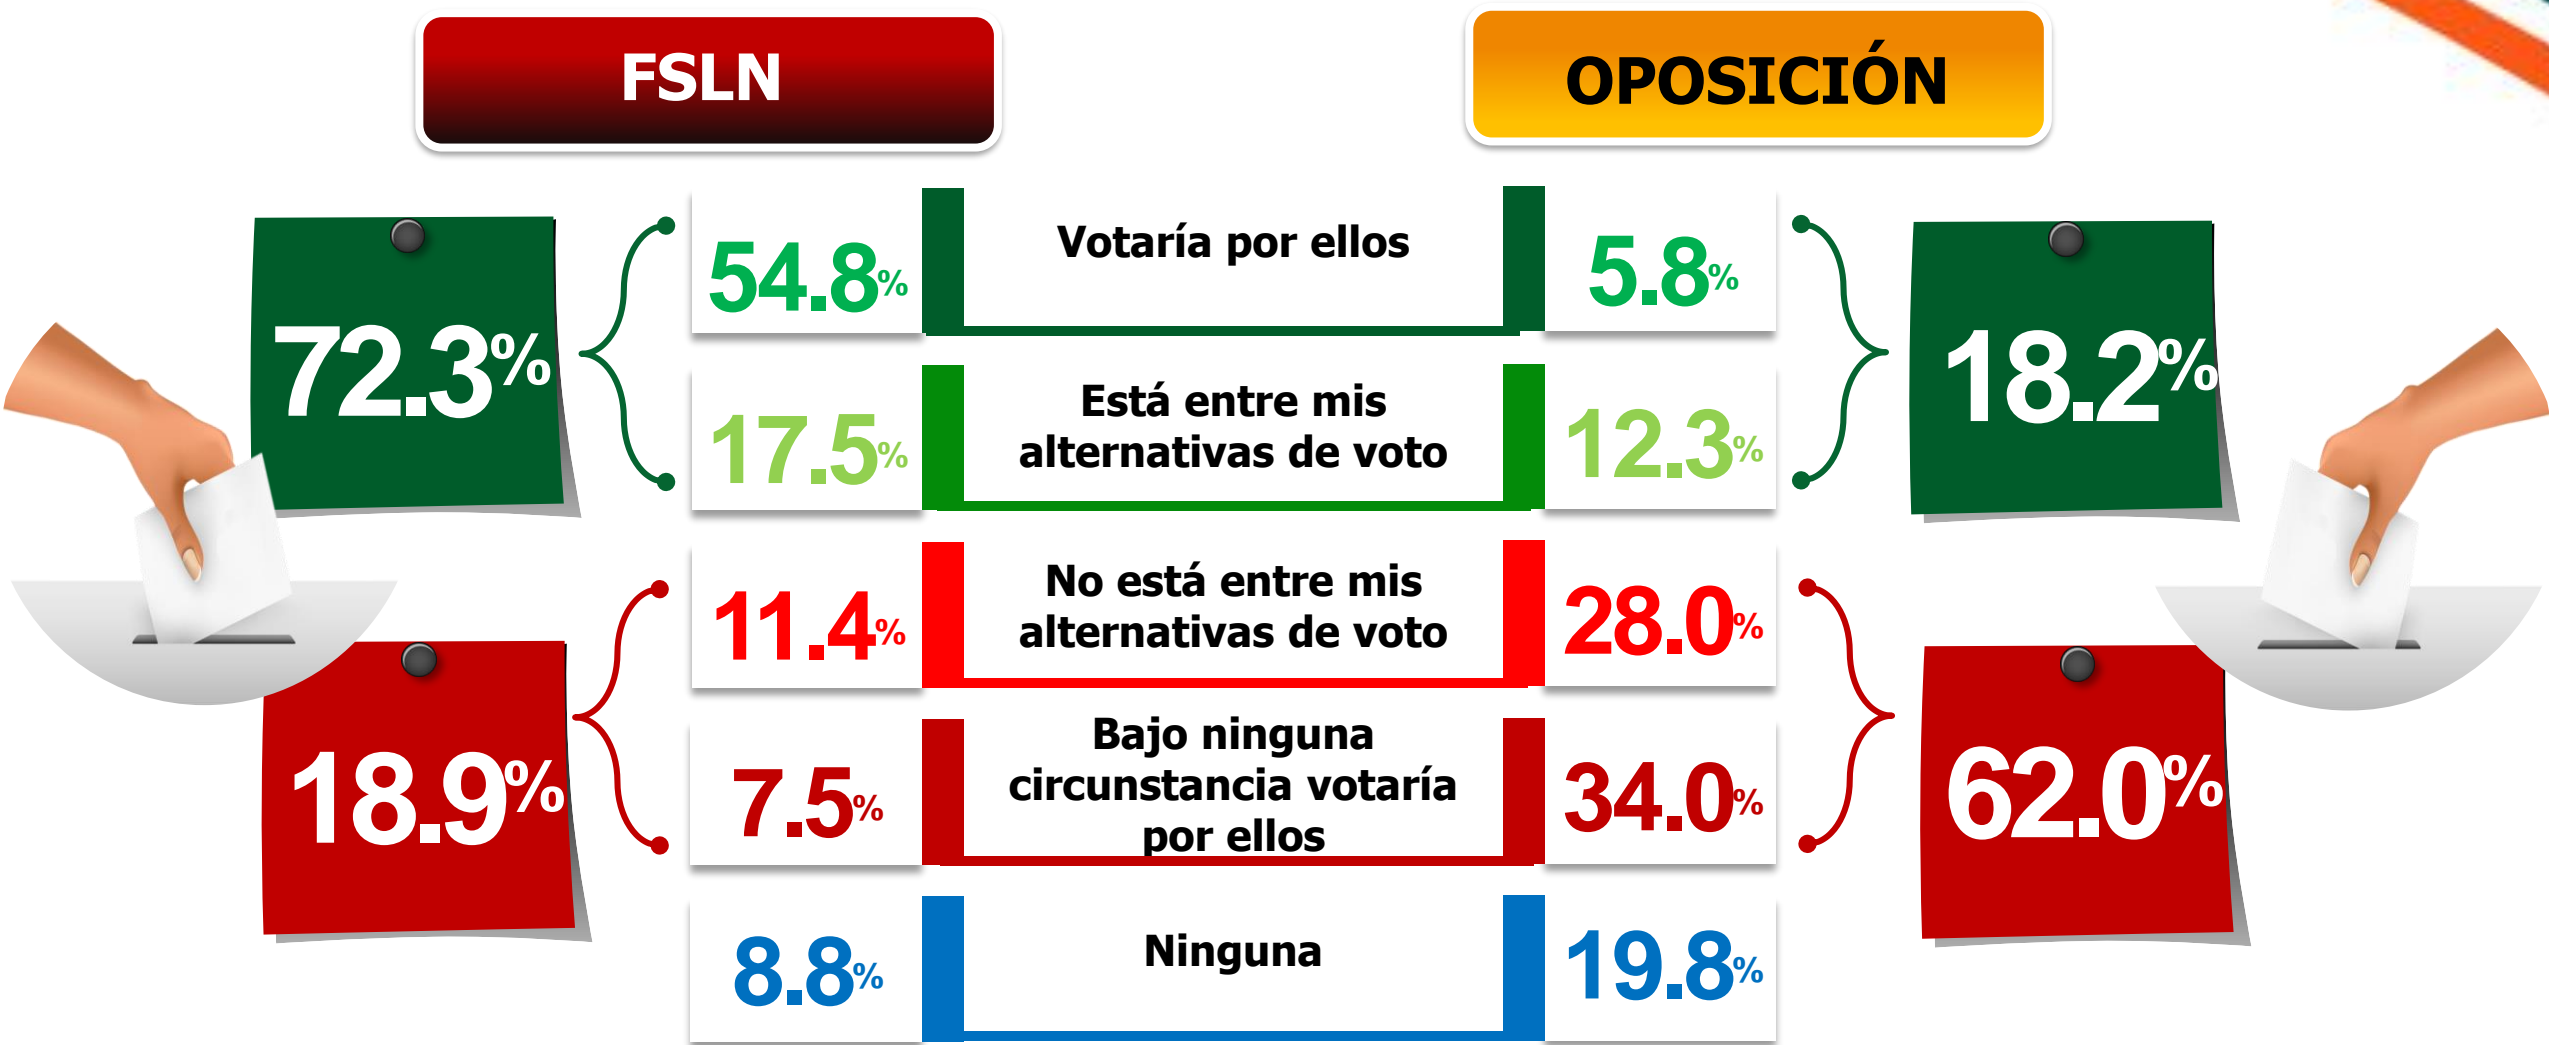 FSLN
OPOSICIÓN
72.3%
54.8%
Votaría por ellos
5.8%
18.2%
17.5%
Está entre mis
alternativas de voto
12.3%
11.4%
No está entre mis
alternativas de voto
28.0%
18.9%
7.5%
Bajo ninguna
circunstancia votaría
por ellos
34.0%
62.0%
8.8%
Ninguna
19.8%